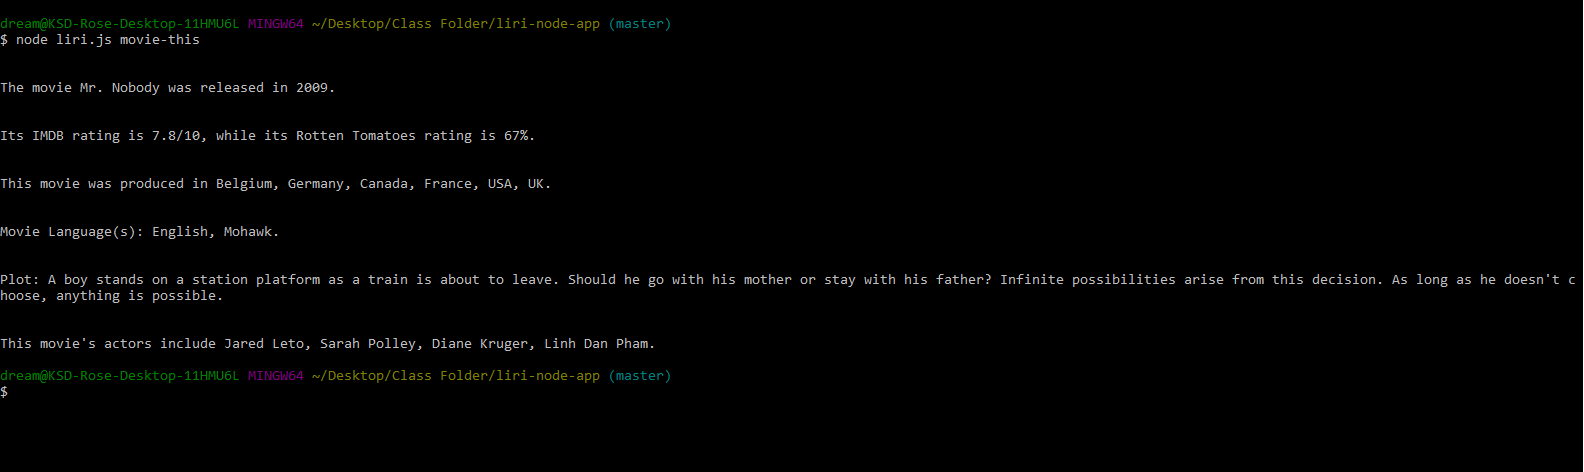 dream@KSD-Rose-Desktop-11HMU6L MINGW64 ~/Desktop/Class Folder/liri-node-app (master)
$ node liri.js movie-this
The movie Mr. Nobody was released in 2009.
Its IMDB rating is 7.8/10, while its Rotten Tomatoes rating is 67%.
This movie was produced in Belgium, Germany, Canada, France, USA, UK.
Movie Language(s): English, Mohawk.
Plot: A boy stands on a station platform as a train is about to leave. Should he go with his mother or stay with his father? Infinite possibilities arise from this decision. As long as he doesn't c
hoose, anything is possible.
This movie's actors include Jared Leto, Sarah Polley, Diane Kruger, Linh Dan Pham.
dream@KSD-Rose-Desktop-11HMU6L MINGW64 ~/Desktop/Class Folder/liri-node-app (master)
$